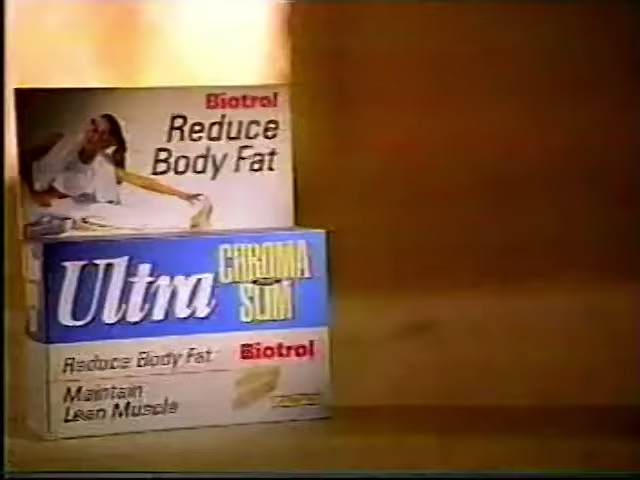 Biotrol
Reduce
Body Fat
Ultra CHROMA
SLIM
Reduce Body Fat Biotrol
Maintain
Lean Muscle